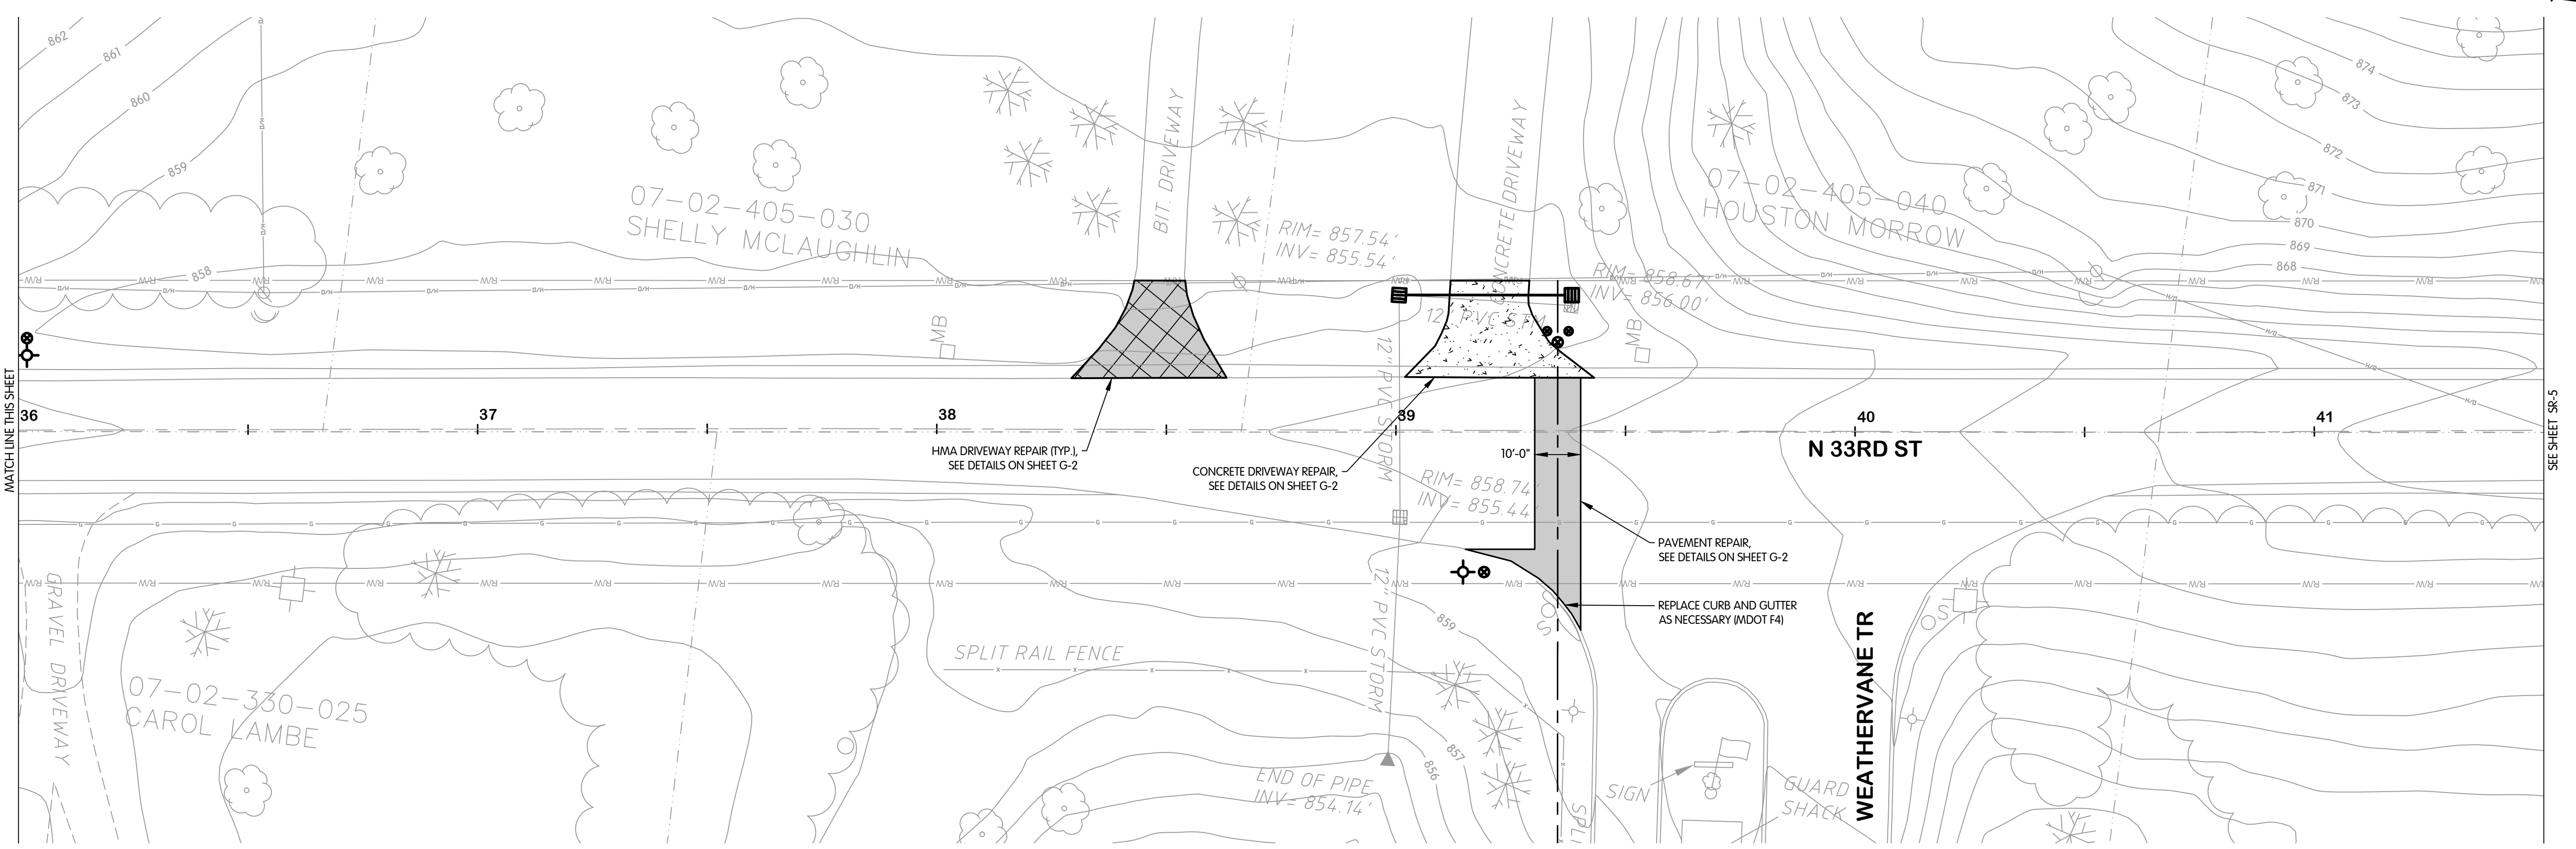 862
861
860
859
858
07-02-405-030
SHELLY MCLAUGHLIN
BIT. DRIVEWAY
RIM= 857.54'
INV= 855.54'
CONCRETE DRIVEWAY
RIM= 858.67'
INV= 856.00'
07-02-405-040
HOUSTON MORROW
874
873
872
871
870
869
868
MB
12" PVC STM
MB
MATCH LINE THIS SHEET
SEE SHEET SR-5
36
37
38
39
40
41
N 33RD ST
HMA DRIVEWAY REPAIR (TYP.),
SEE DETAILS ON SHEET G-2
CONCRETE DRIVEWAY REPAIR,
SEE DETAILS ON SHEET G-2
12" PVC STORM
10'-0"
RIM= 858.74'
INV= 855.44'
PAVEMENT REPAIR,
SEE DETAILS ON SHEET G-2
REPLACE CURB AND GUTTER
AS NECESSARY (MDOT F4)
GRAVEL DRIVEWAY
07-02-330-025
CAROL LAMBE
SPLIT RAIL FENCE
12" PVC STORM
859
857
856
SOS
OS
END OF PIPE
INV= 854.14'
SIGN
GUARD
SHACK
WEATHERVANE TR